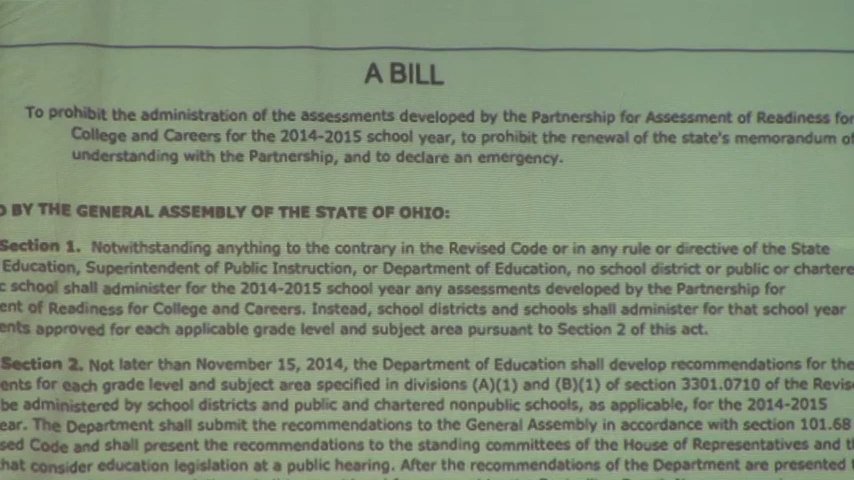 A BILL
To prohibit the administration of the assessments developed by the Partnership for Assessment of Readiness for
College and Careers for the 2014-2015 school year, to prohibit the renewal of the state's memorandum of
understanding with the Partnership, and to declare an emergency.
BY THE GENERAL ASSEMBLY OF THE STATE OF OHIO:
Section 1. Notwithstanding anything to the contrary in the Revised Code or in any rule or directive of the State
Education, Superintendent of Public Instruction, or Department of Education, no school district or public or chartere
c school shall administer for the 2014-2015 school year any assessments developed by the Partnership for
ent of Readiness for College and Careers. Instead, school districts and schools shall administer for that school year
ents approved for each applicable grade level and subject area pursuant to Section 2 of this act.
Section 2. Not later than November 15, 2014, the Department of Education shall develop recommendations for the
ents for each grade level and subject area specified in divisions (A)(1) and (B)(1) of section 3301.0710 of the Revise
be administered by school districts and public and chartered nonpublic schools, as applicable, for the 2014-2015
ear. The Department shall submit the recommendations to the General Assembly in accordance with section 101.68
sed Code and shall present the recommendations to the standing committees of the House of Representatives and th
hat consider education legislation at a public hearing. After the recommendations of the Department are presented t